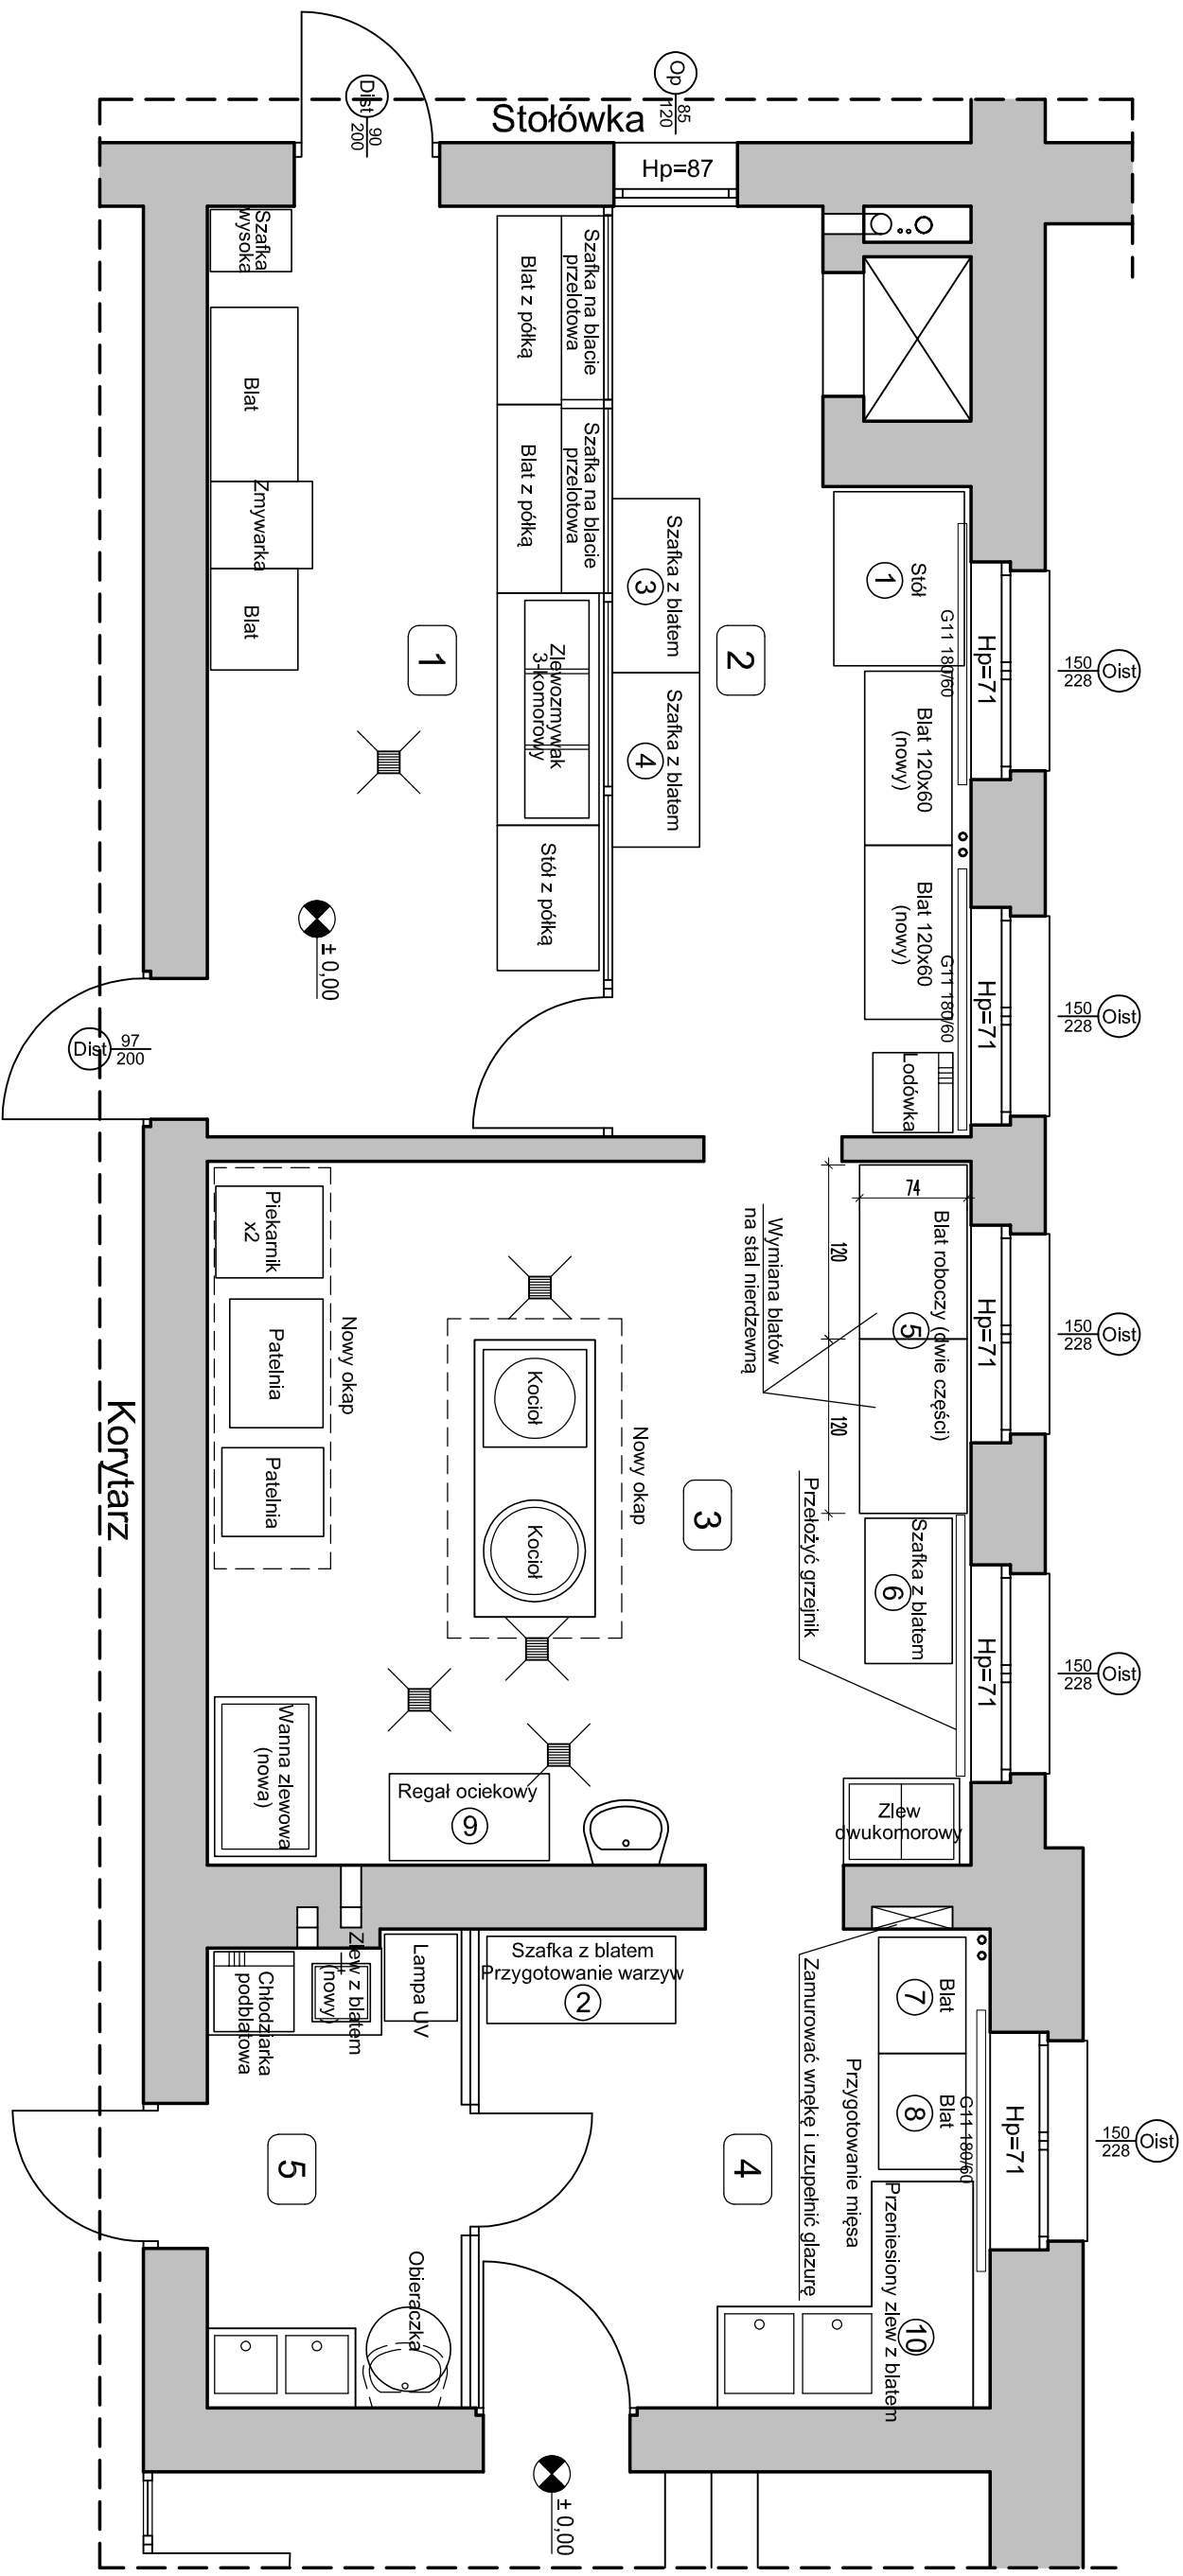 Stołówka
Op
85
120
Hp=87
Dist
90
200
Szafka
wysoka
Blat
Zmywarka
Blat
Szafka na blacie
przelotowa
Blat z półką
Szafka na blacie
przelotowa
Blat z półką
Zlewozmywak
3-komorowy
Stół z półką
1
± 0,00
Dist
97
200
2
Szafka z blatem
3
Szafka z blatem
4
Stół
1
G11 180/60
Hp=71
150
228
Oist
Blat 120x60
(nowy)
Blat 120x60
(nowy)
G11 180/60
Hp=71
150
228
Oist
Lodówka
74
120
120
Blat roboczy (dwie części)
5
Wymiana blatów
na stal nierdzewną
Hp=71
150
228
Oist
Szafka z blatem
6
Przełożyć grzejnik
Hp=71
150
228
Oist
3
Nowy okap
Kocioł
Kocioł
Nowy okap
Piekarnik
x2
Patelnia
Patelnia
Wanna zlewowa
(nowa)
Regał ociekowy
9
Zlew
dwukomorowy
Korytarz
Szafka z blatem
Przygotowanie warzyw
2
Lampa UV
Zlew z blatem
(nowy)
Chłodziarka
podblatowa
5
Obieraczka
4
Blat
7
Blat
8
G11 180/60
Hp=71
150
228
Oist
Przygotowanie mięsa
Zamurować wnękę i uzupełnić glazurę
Przeniesiony zlew z blatem
10
± 0,00